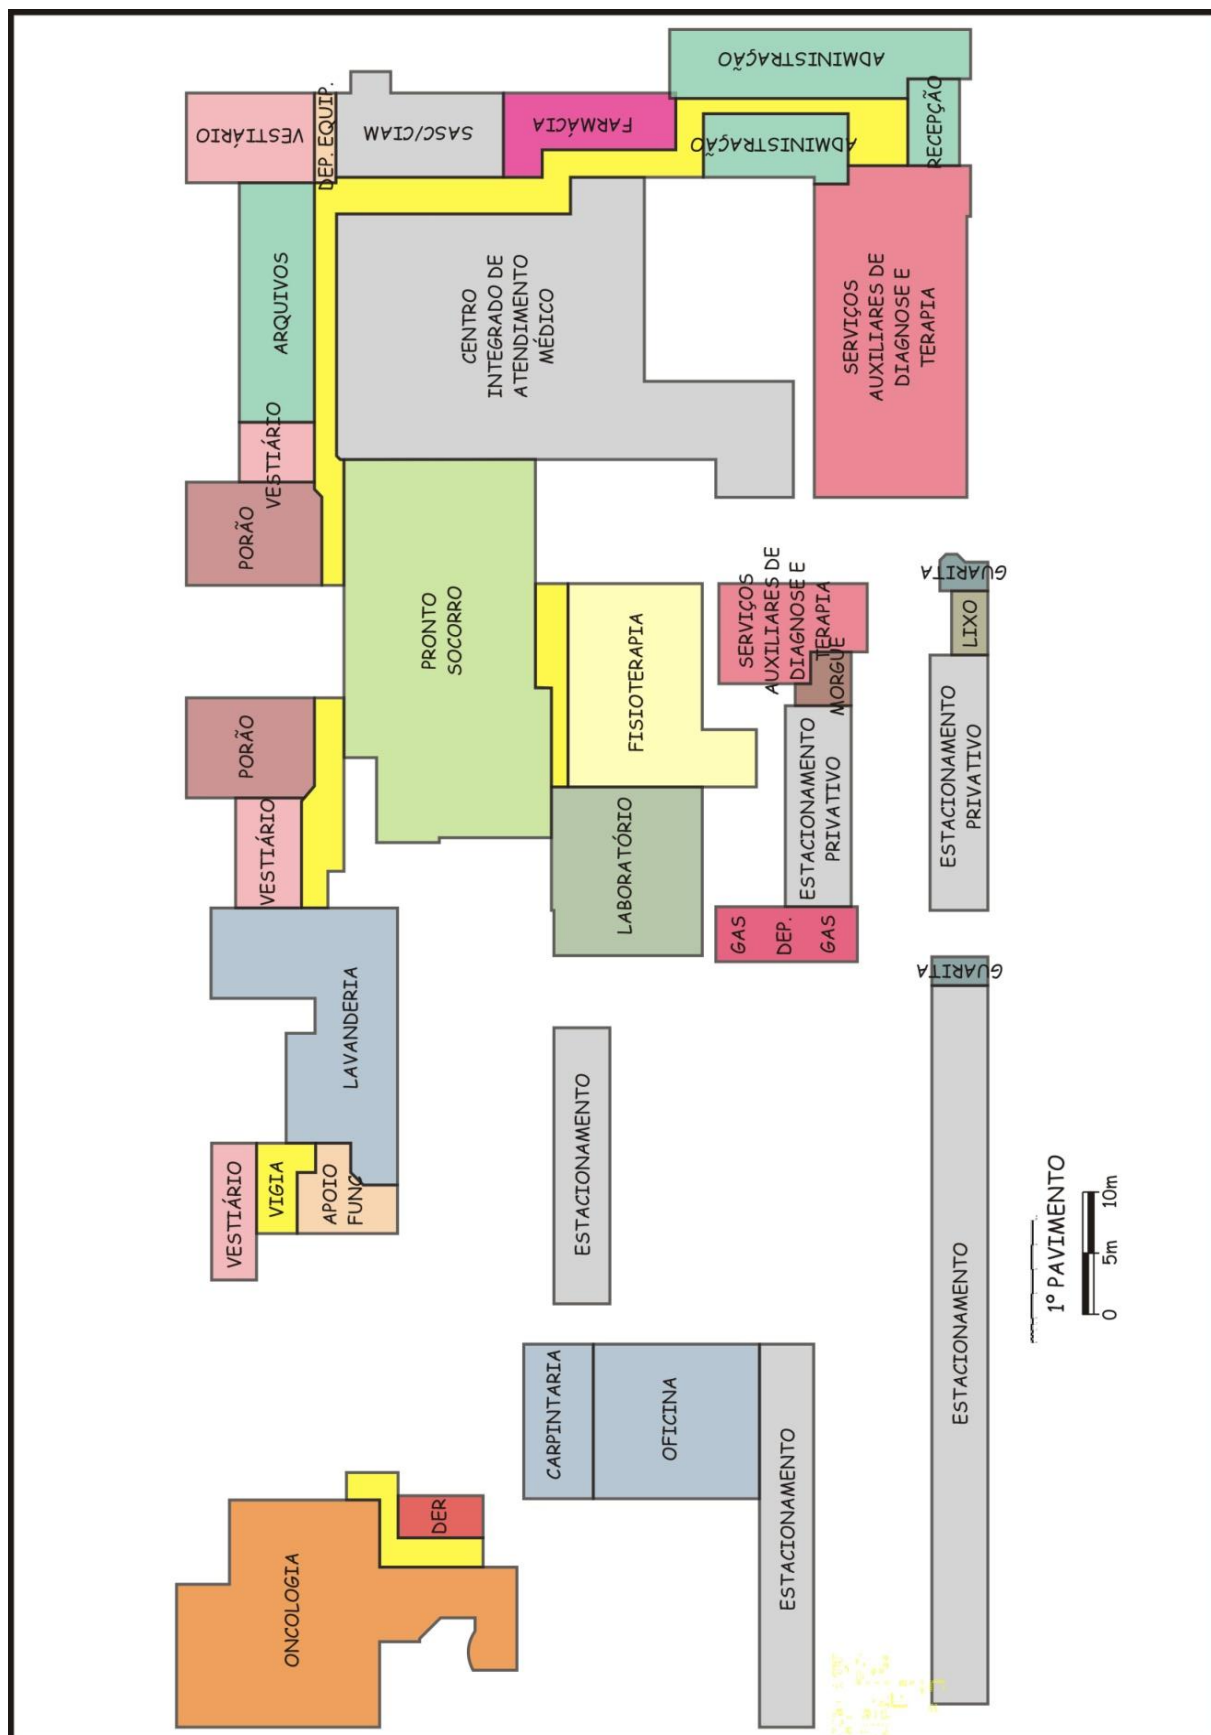 ADMINISTRAÇÃO
VESTIÁRIO
DEP. EQUIP.
SASC/CIAM
FARMÁCIA
ADMINISTRAÇÃO
RECEPÇÃO
ARQUIVOS
CENTRO
INTEGRADO DE
ATENDIMENTO
MÉDICO
SERVIÇOS
AUXILIARES DE
DIAGNOSE E
TERAPIA
VESTIÁRIO
PORÃO
PRONTO
SOCORRO
FISIOTERAPIA
SERVIÇOS
AUXILIARES DE
DIAGNOSE E
TERAPIA
MORGUE
GUARITA
LIXO
PORÃO
VESTIÁRIO
LABORATÓRIO
ESTACIONAMENTO
PRIVATIVO
ESTACIONAMENTO
PRIVATIVO
GAS
DEP.
GAS
GUARITA
LAVANDERIA
ESTACIONAMENTO
VESTIÁRIO
VIGIA
APOIO
FUNC
CARPINTARIA
OFICINA
ESTACIONAMENTO
ESTACIONAMENTO
DER
ONCOLOGIA
1º PAVIMENTO
0 5m 10m